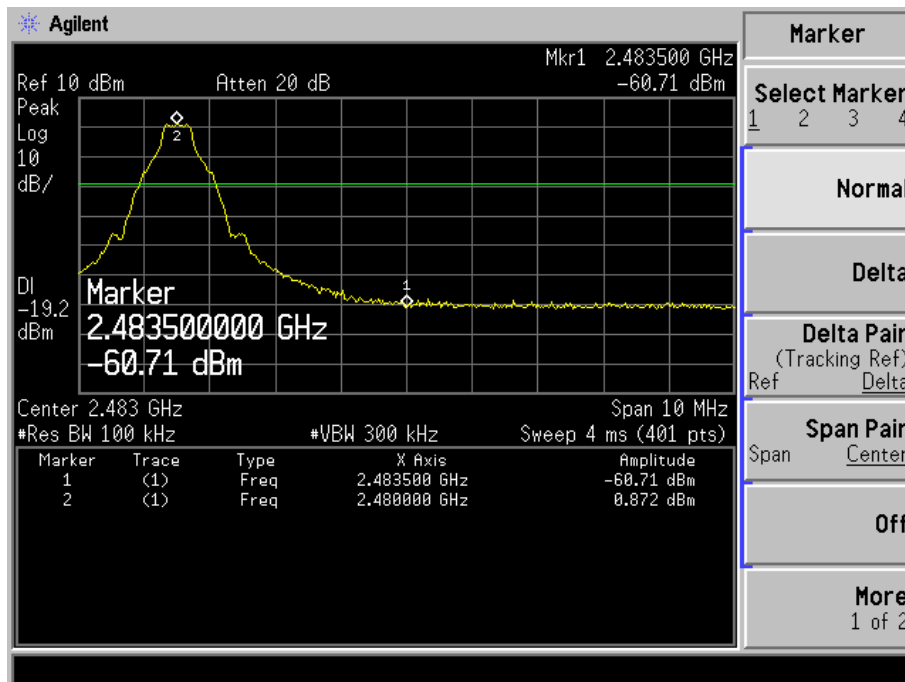 Agilent
Mkr1 2.483500 GHz
Ref 10 dBm Atten 20 dB -60.71 dBm
Peak
Log
10
dB/
DI
-19.2
dBm
2
1
Marker
2.483500000 GHz
-60.71 dBm
Center 2.483 GHz Span 10 MHz
#Res BW 100 kHz #VBW 300 kHz Sweep 4 ms (401 pts)
Marker Trace Type X Axis Amplitude
1 (1) Freq 2.483500 GHz -60.71 dBm
2 (1) Freq 2.480000 GHz 0.872 dBm
Marker
Select Marker
1 2 3 4
Normal
Delta
Delta Pair
(Tracking Ref)
Ref Delta
Span Pair
Span Center
Off
More
1 of 2